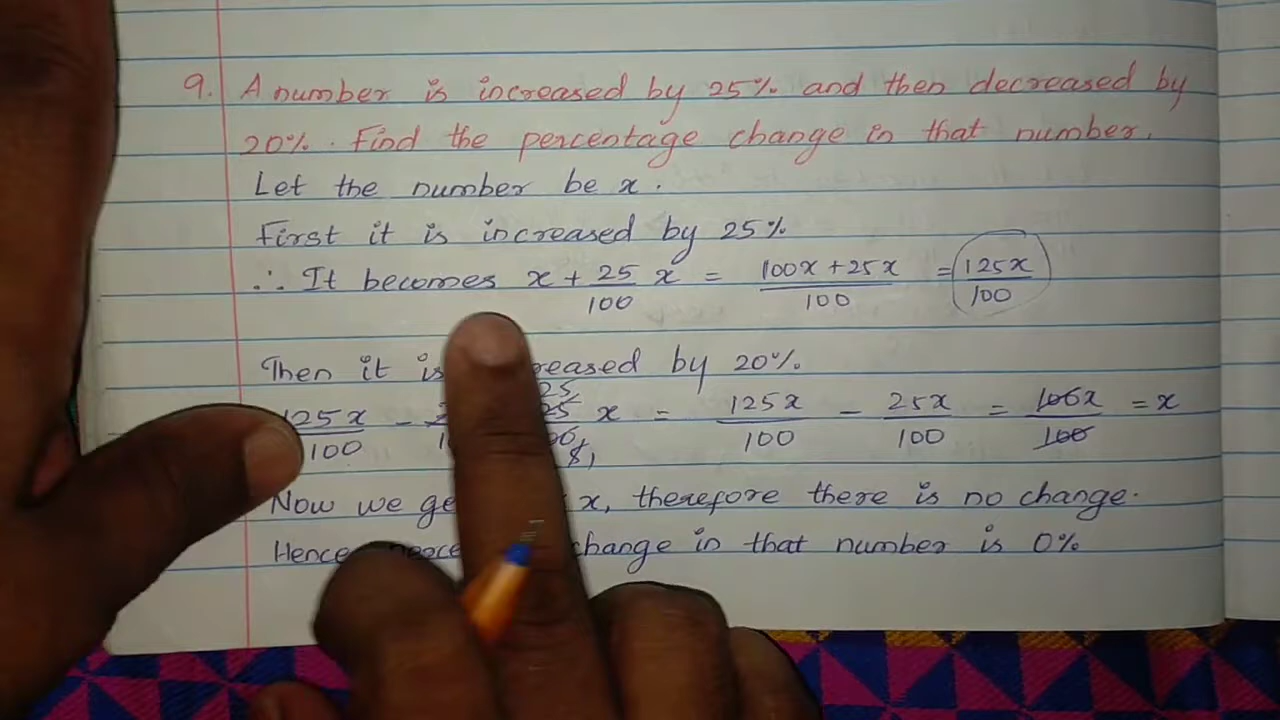 9. A number is increased by 25% and then decreased by
20%. Find the percentage change in that number.
Let the number be x.
First it is increased by 25%
∴ It becomes x + 25/100 x = 100x + 25x / 100 = 125x/100
Then it is by 20%.
125x/100 - x = 125x/100 - 25x/100 = 100x/100 = x
Now we x, therefore there is no change.
Hence change in that number is 0%